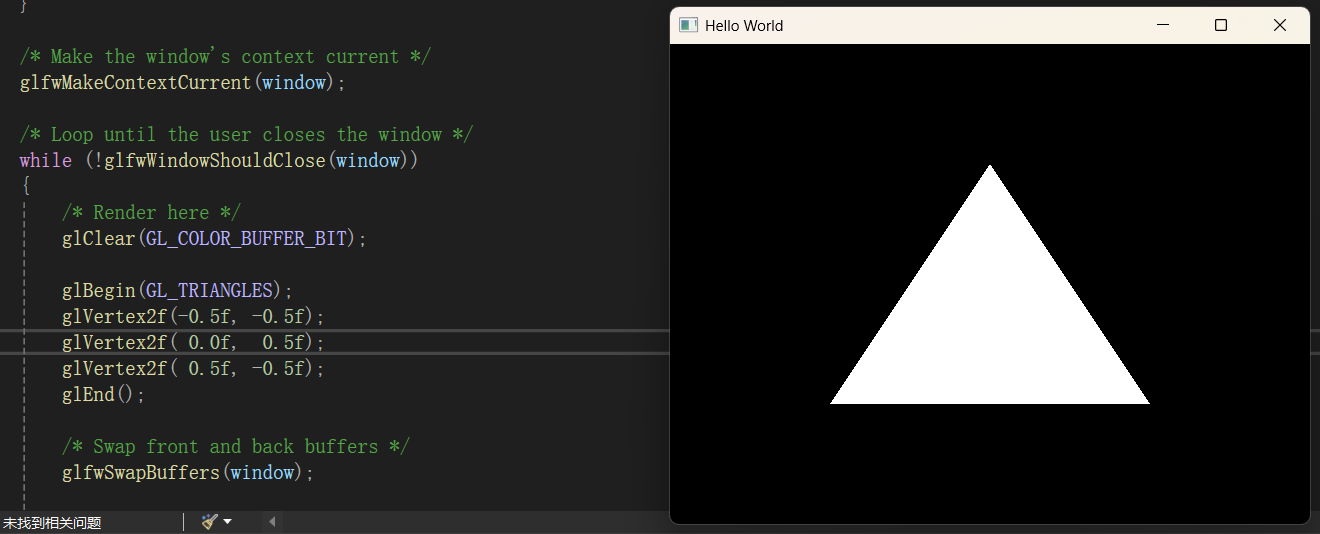 }
/* Make the window's context current */
glfwMakeContextCurrent(window);
/* Loop until the user closes the window */
while (!glfwWindowShouldClose(window))
{
/* Render here */
glClear(GL_COLOR_BUFFER_BIT);
glBegin(GL_TRIANGLES);
glVertex2f(-0.5f, -0.5f);
glVertex2f( 0.0f,  0.5f);
glVertex2f( 0.5f, -0.5f);
glEnd();
/* Swap front and back buffers */
glfwSwapBuffers(window);
未找到相关问题
Hello World